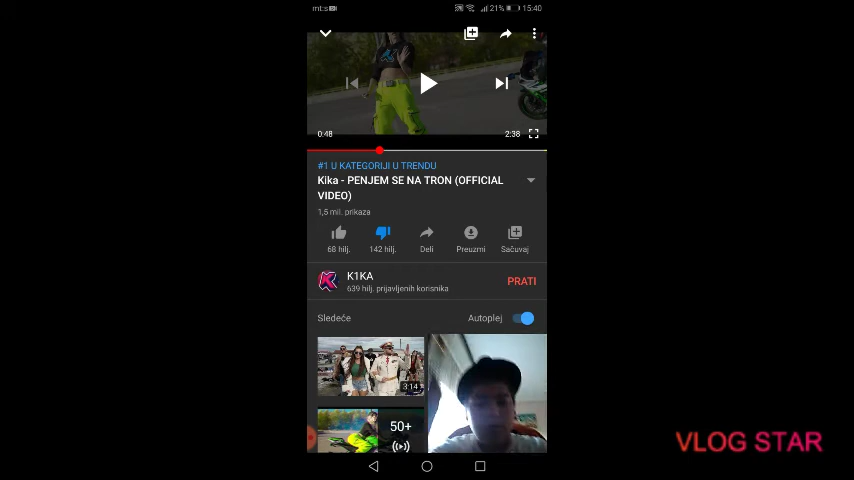 mt:s
21%
15:40
0:48
2:38
#1 U KATEGORIJI U TRENDU
Kika - PENJEM SE NA TRON (OFFICIAL
VIDEO)
1,5 mil. prikaza
68 hilj.
142 hilj.
Deli
Preuzmi
Sačuvaj
K1KA
639 hilj. prijavljenih korisnika
PRATI
Sledeće
Autoplej
3:14
50+
VLOG STAR